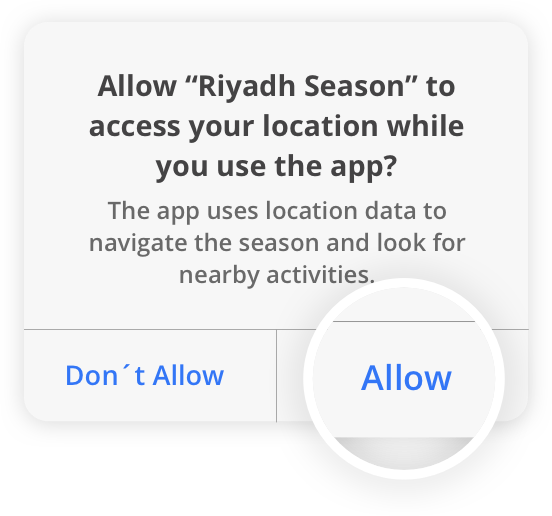 Allow “Riyadh Season” to
access your location while
you use the app?
The app uses location data to
navigate the season and look for
nearby activities.
Don´t Allow
Allow